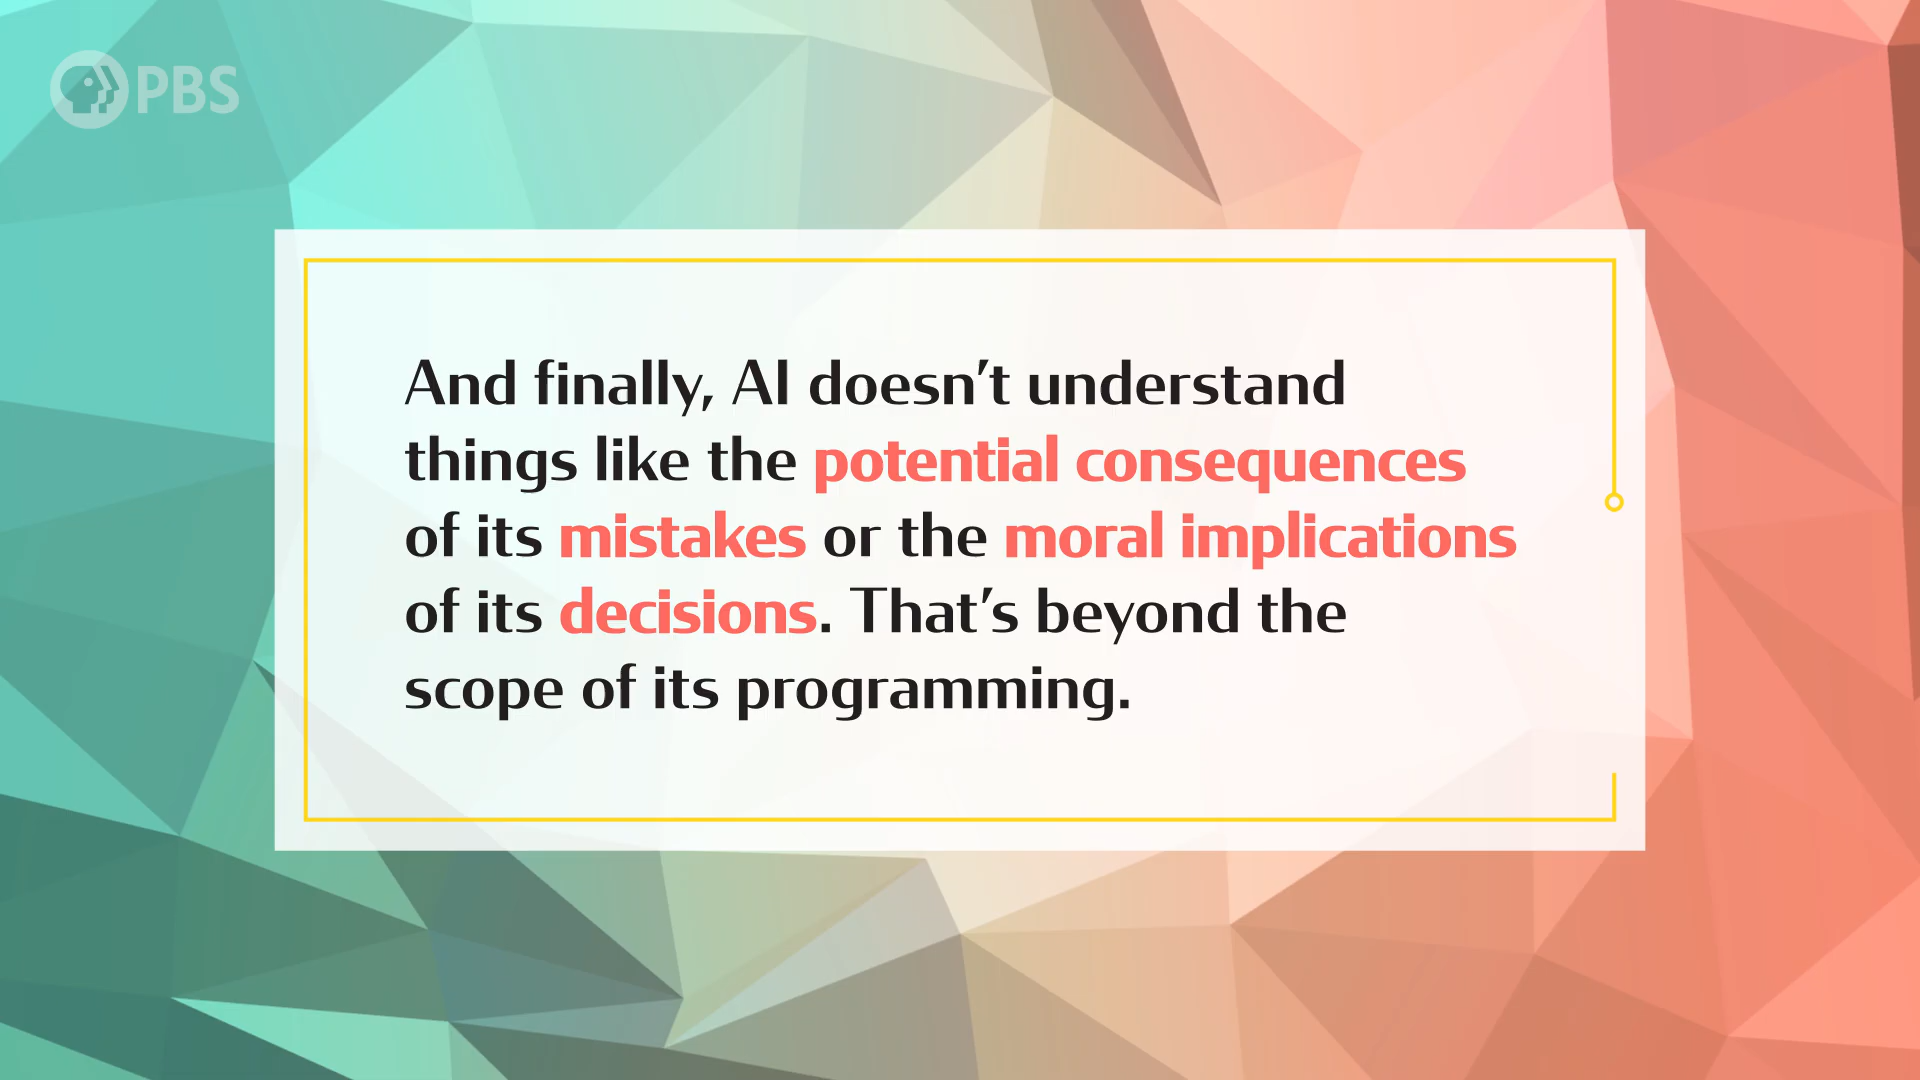 PBS
And finally, AI doesn’t understand
things like the potential consequences
of its mistakes or the moral implications
of its decisions. That’s beyond the
scope of its programming.